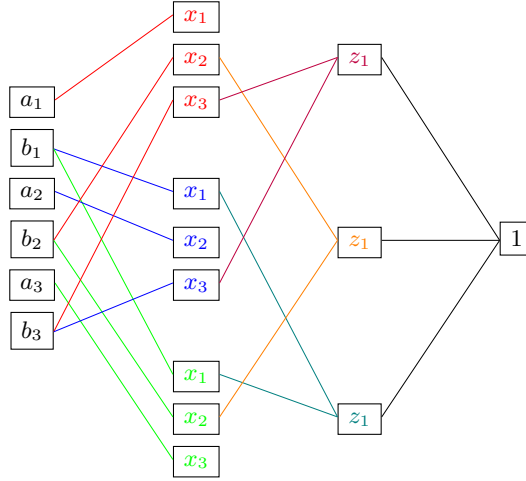 a₁
b₁
a₂
b₂
a₃
b₃
x₁
x₂
x₃
x₁
x₂
x₃
x₁
x₂
x₃
z₁
z₁
z₁
1